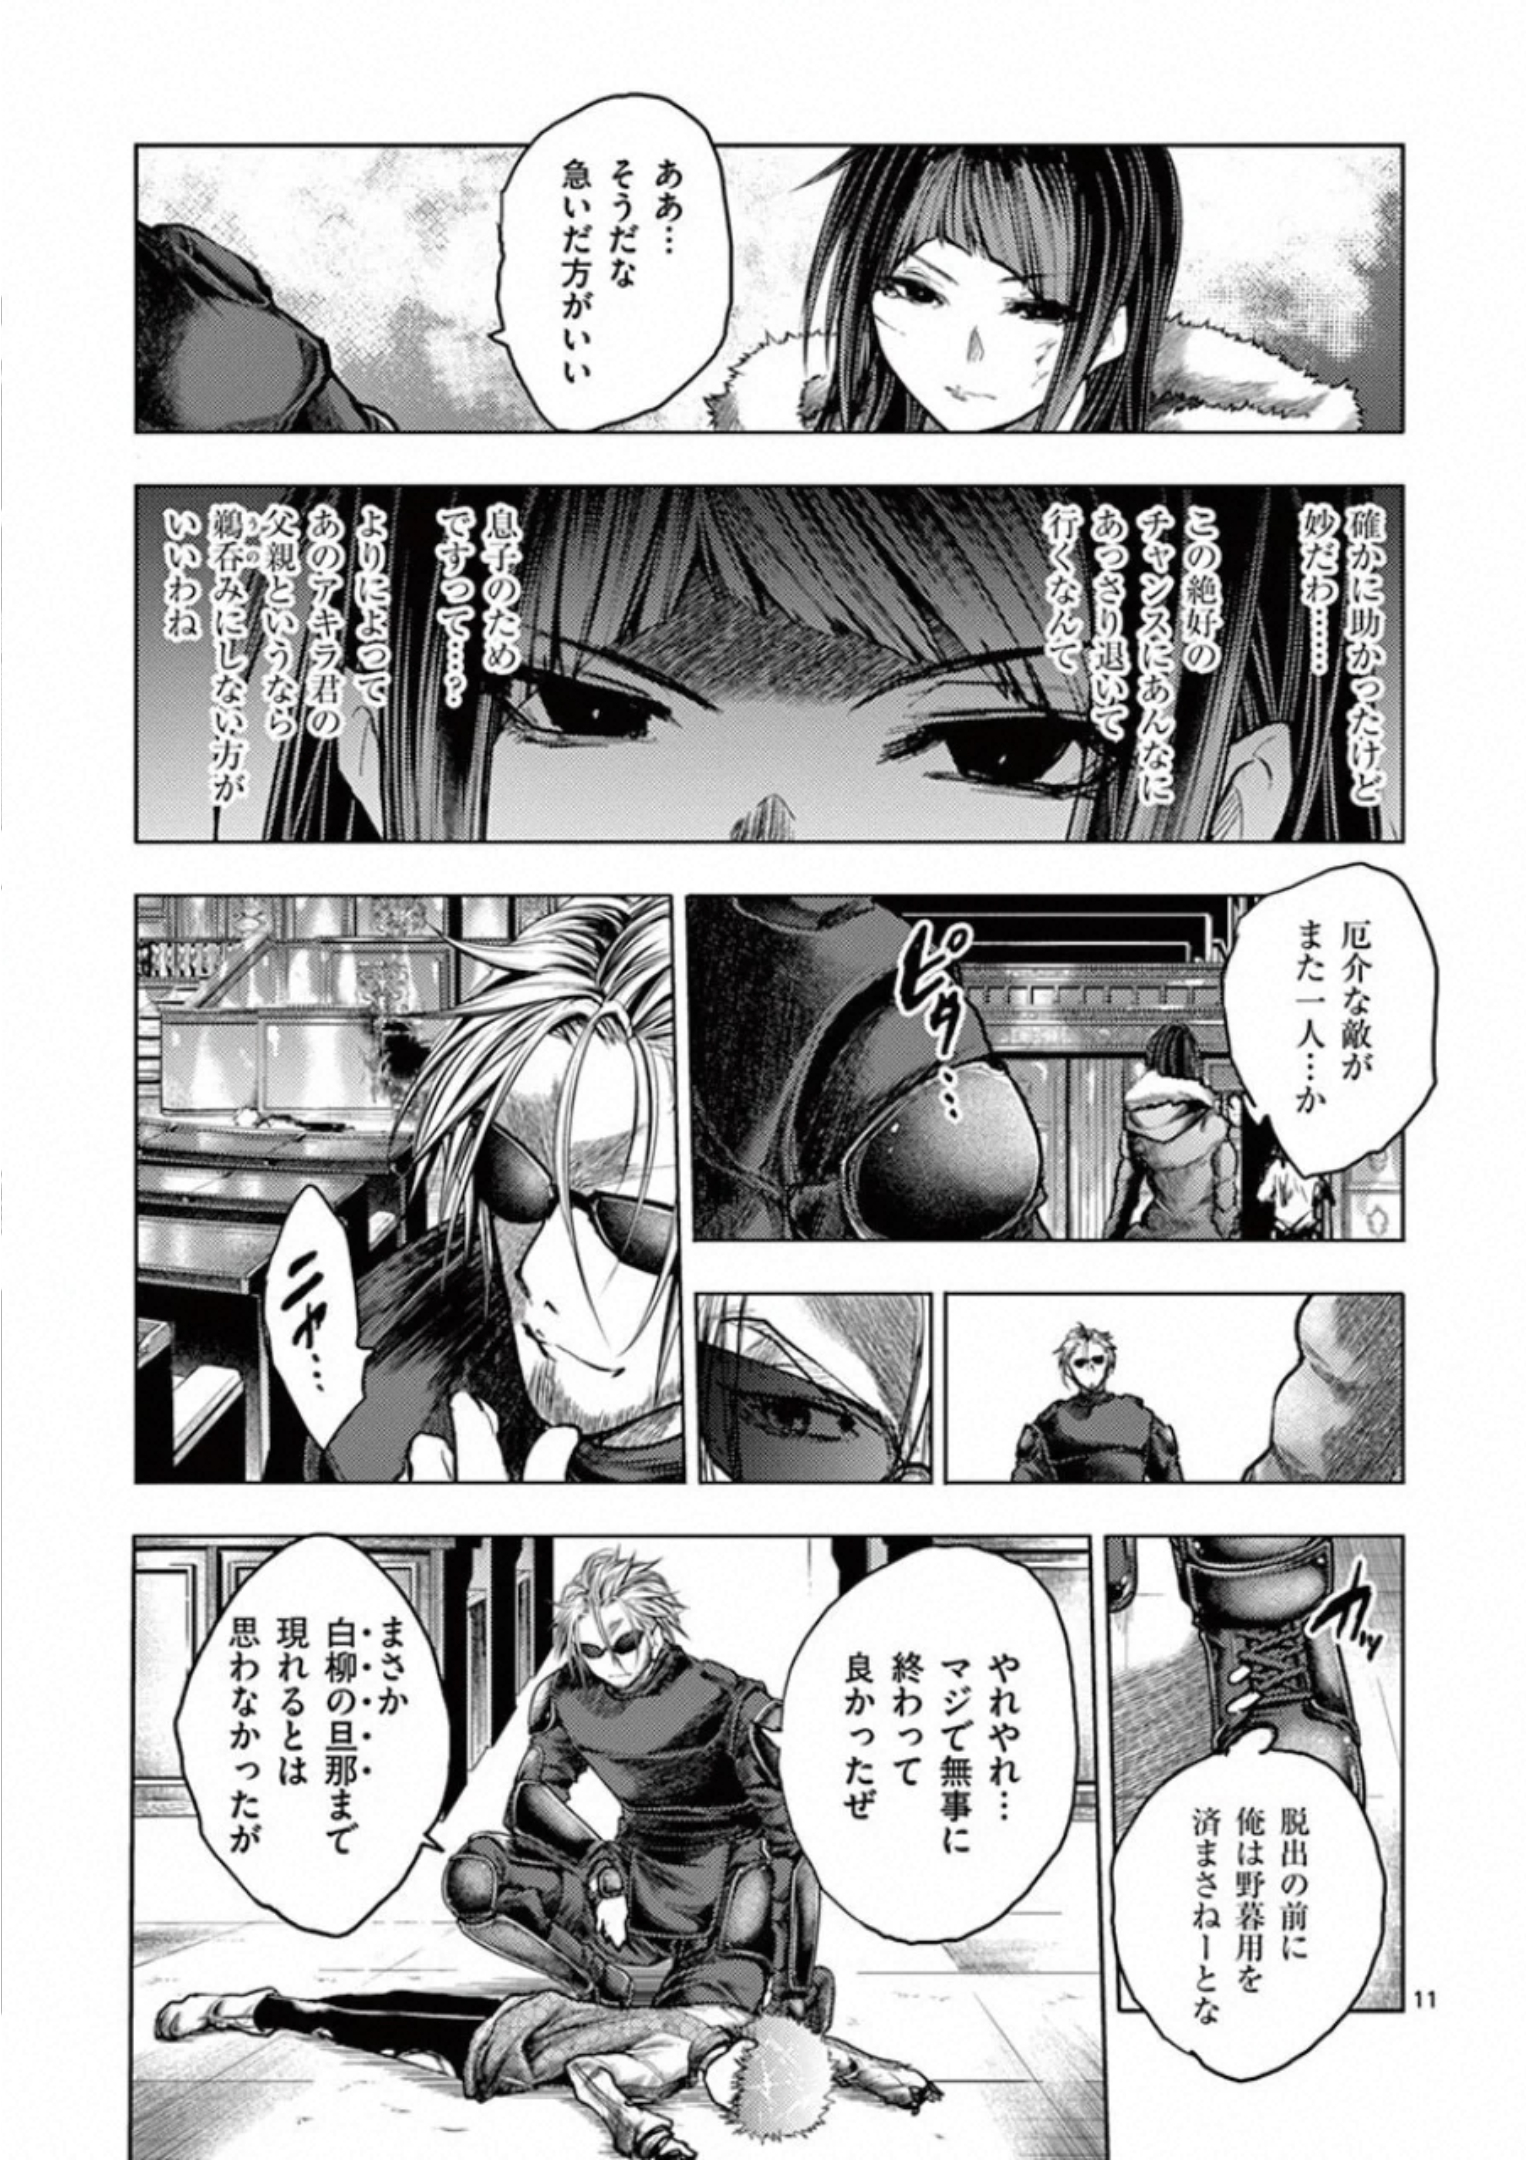 ああ…
そうだな
急いだ方がいい
確かに助かったけど
妙だわ……
この絶好の
チャンスにあんなに
あっさり退いて
行くなんて
息子のため
ですって…?
よりによって
あのアキラ君の
父親というなら
鵜呑みにしない方が
いいわね
厄介な敵が
また一人…か
ピタ…
ニヤ…
カッ
脱出の前に
俺は野暮用を
済まさねーとな
やれやれ…
マジで無事に
終わって
良かったぜ
まさか
白柳の旦那まで
現れるとは
思わなかったが
11